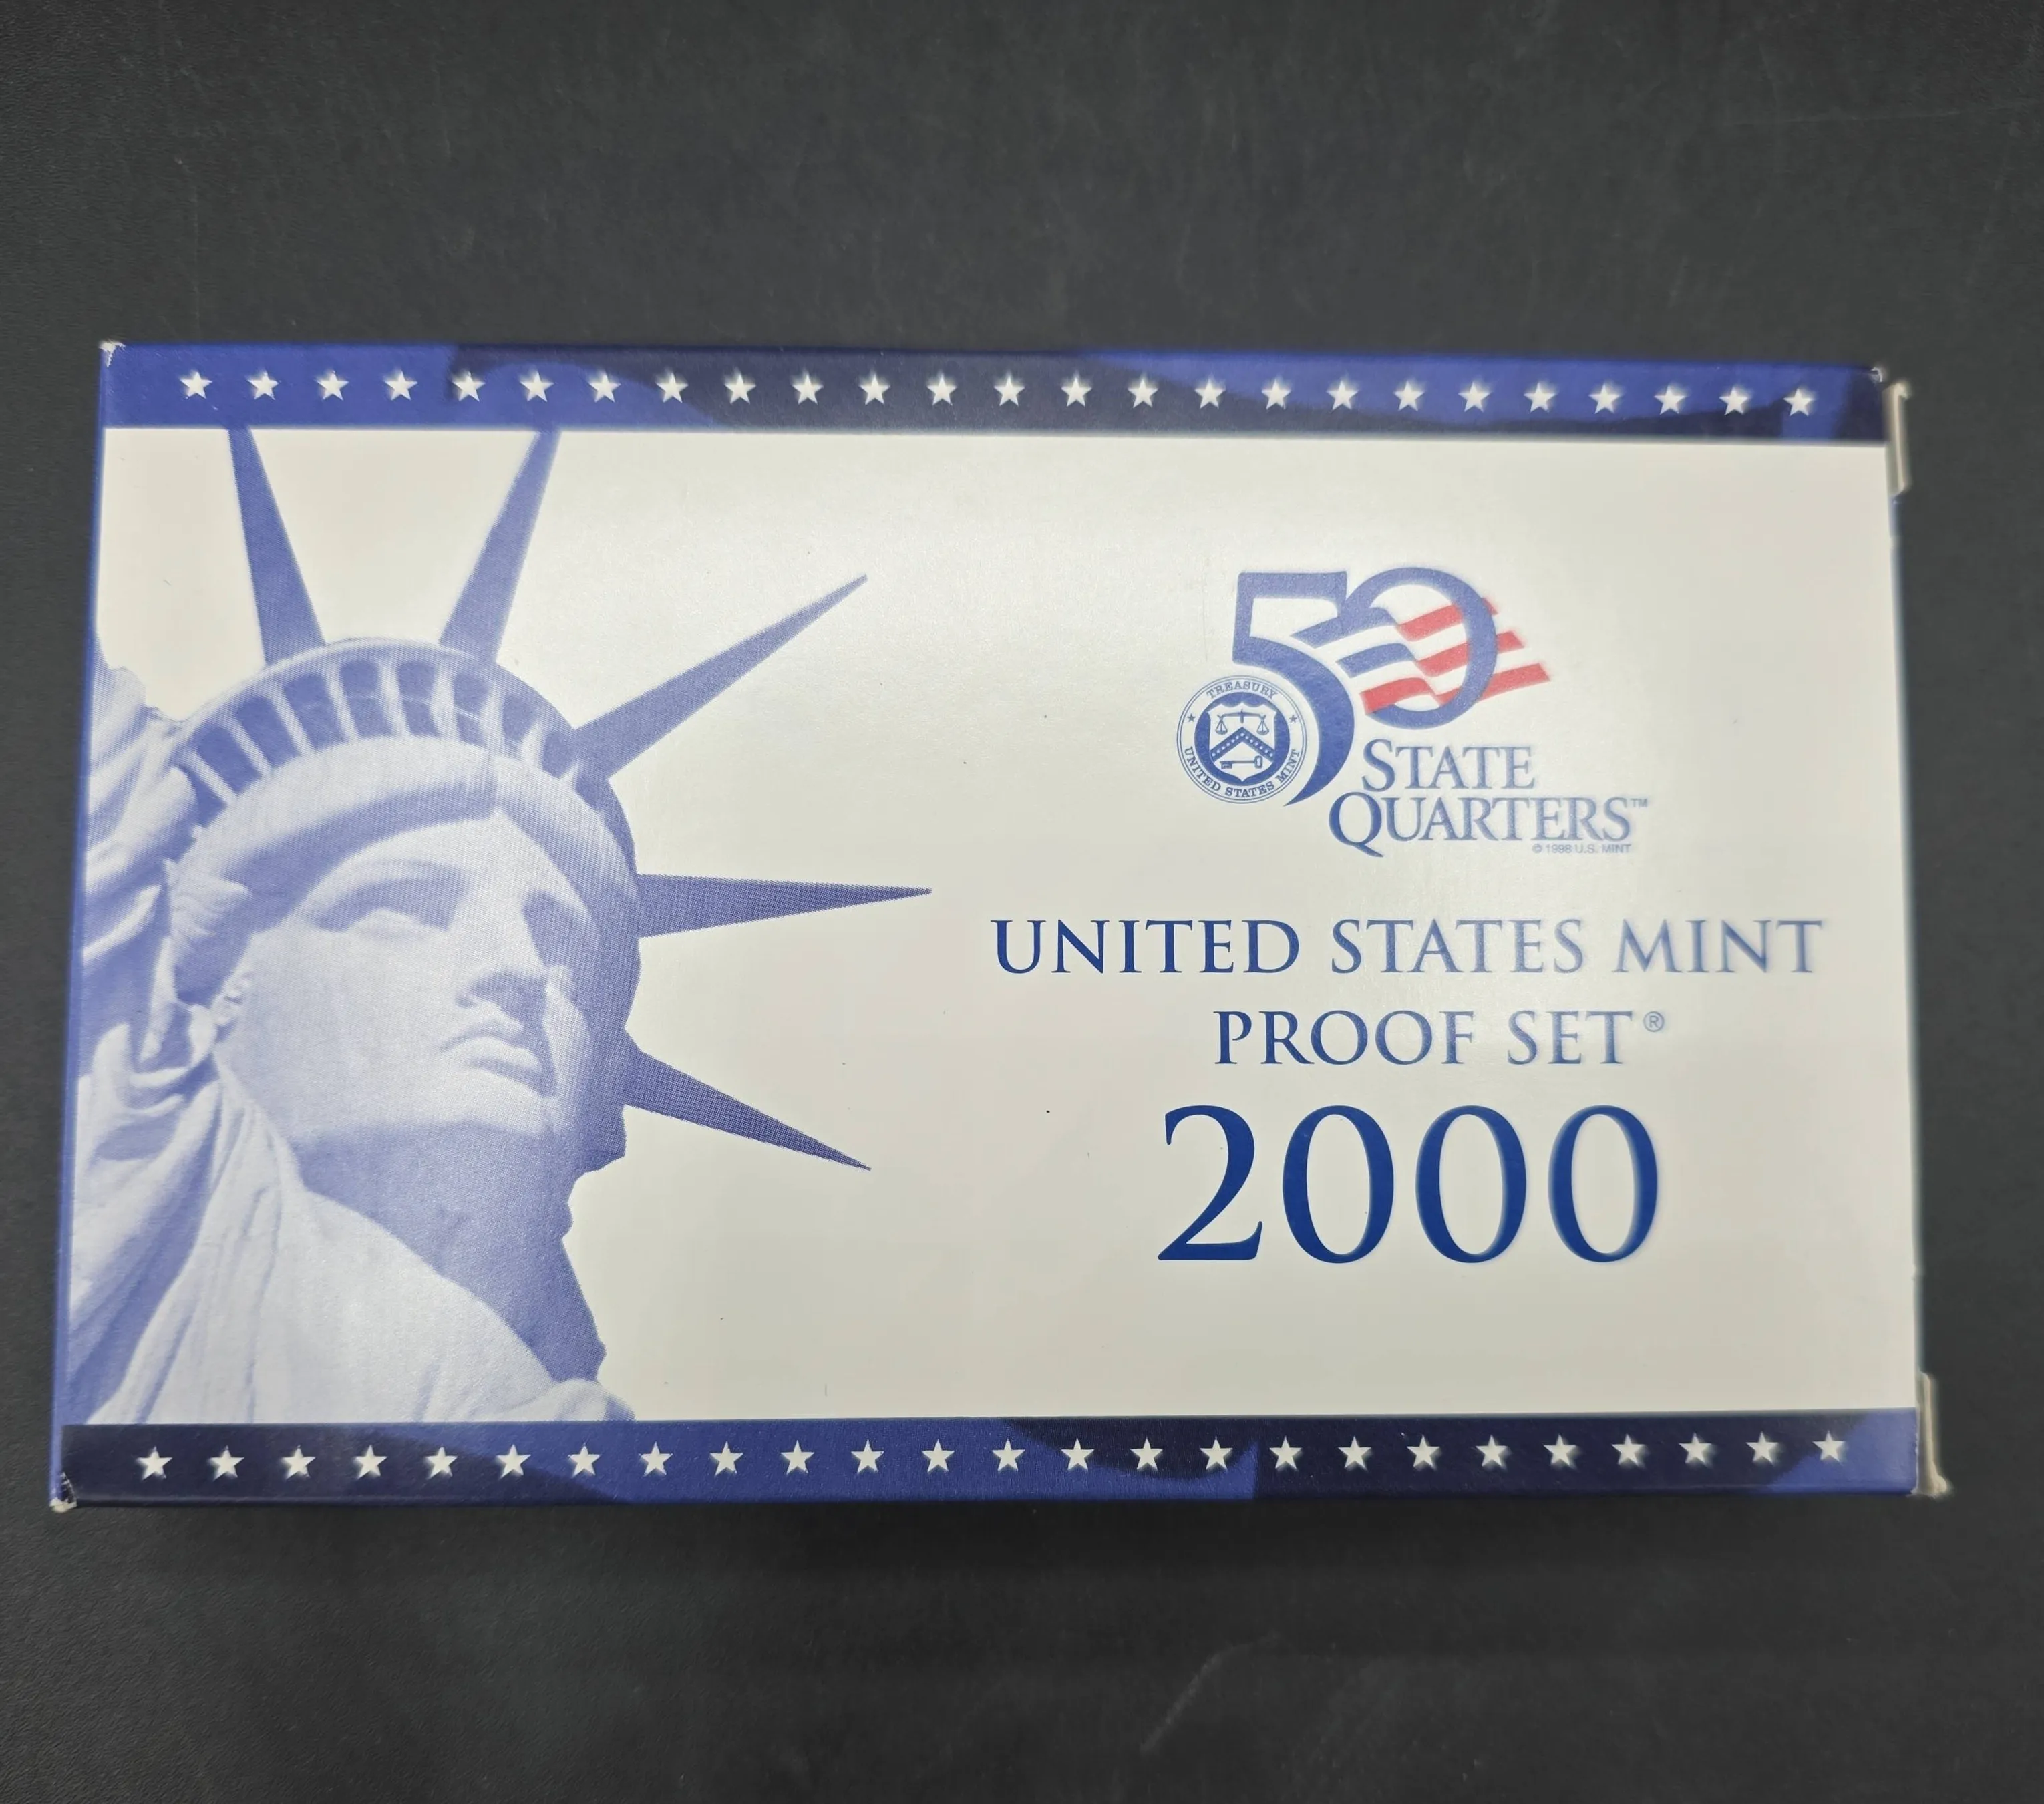 50
TREASURY
UNITED STATES MINT
STATE
QUARTERS™
© 1998 U.S. MINT
UNITED STATES MINT
PROOF SET®
2000